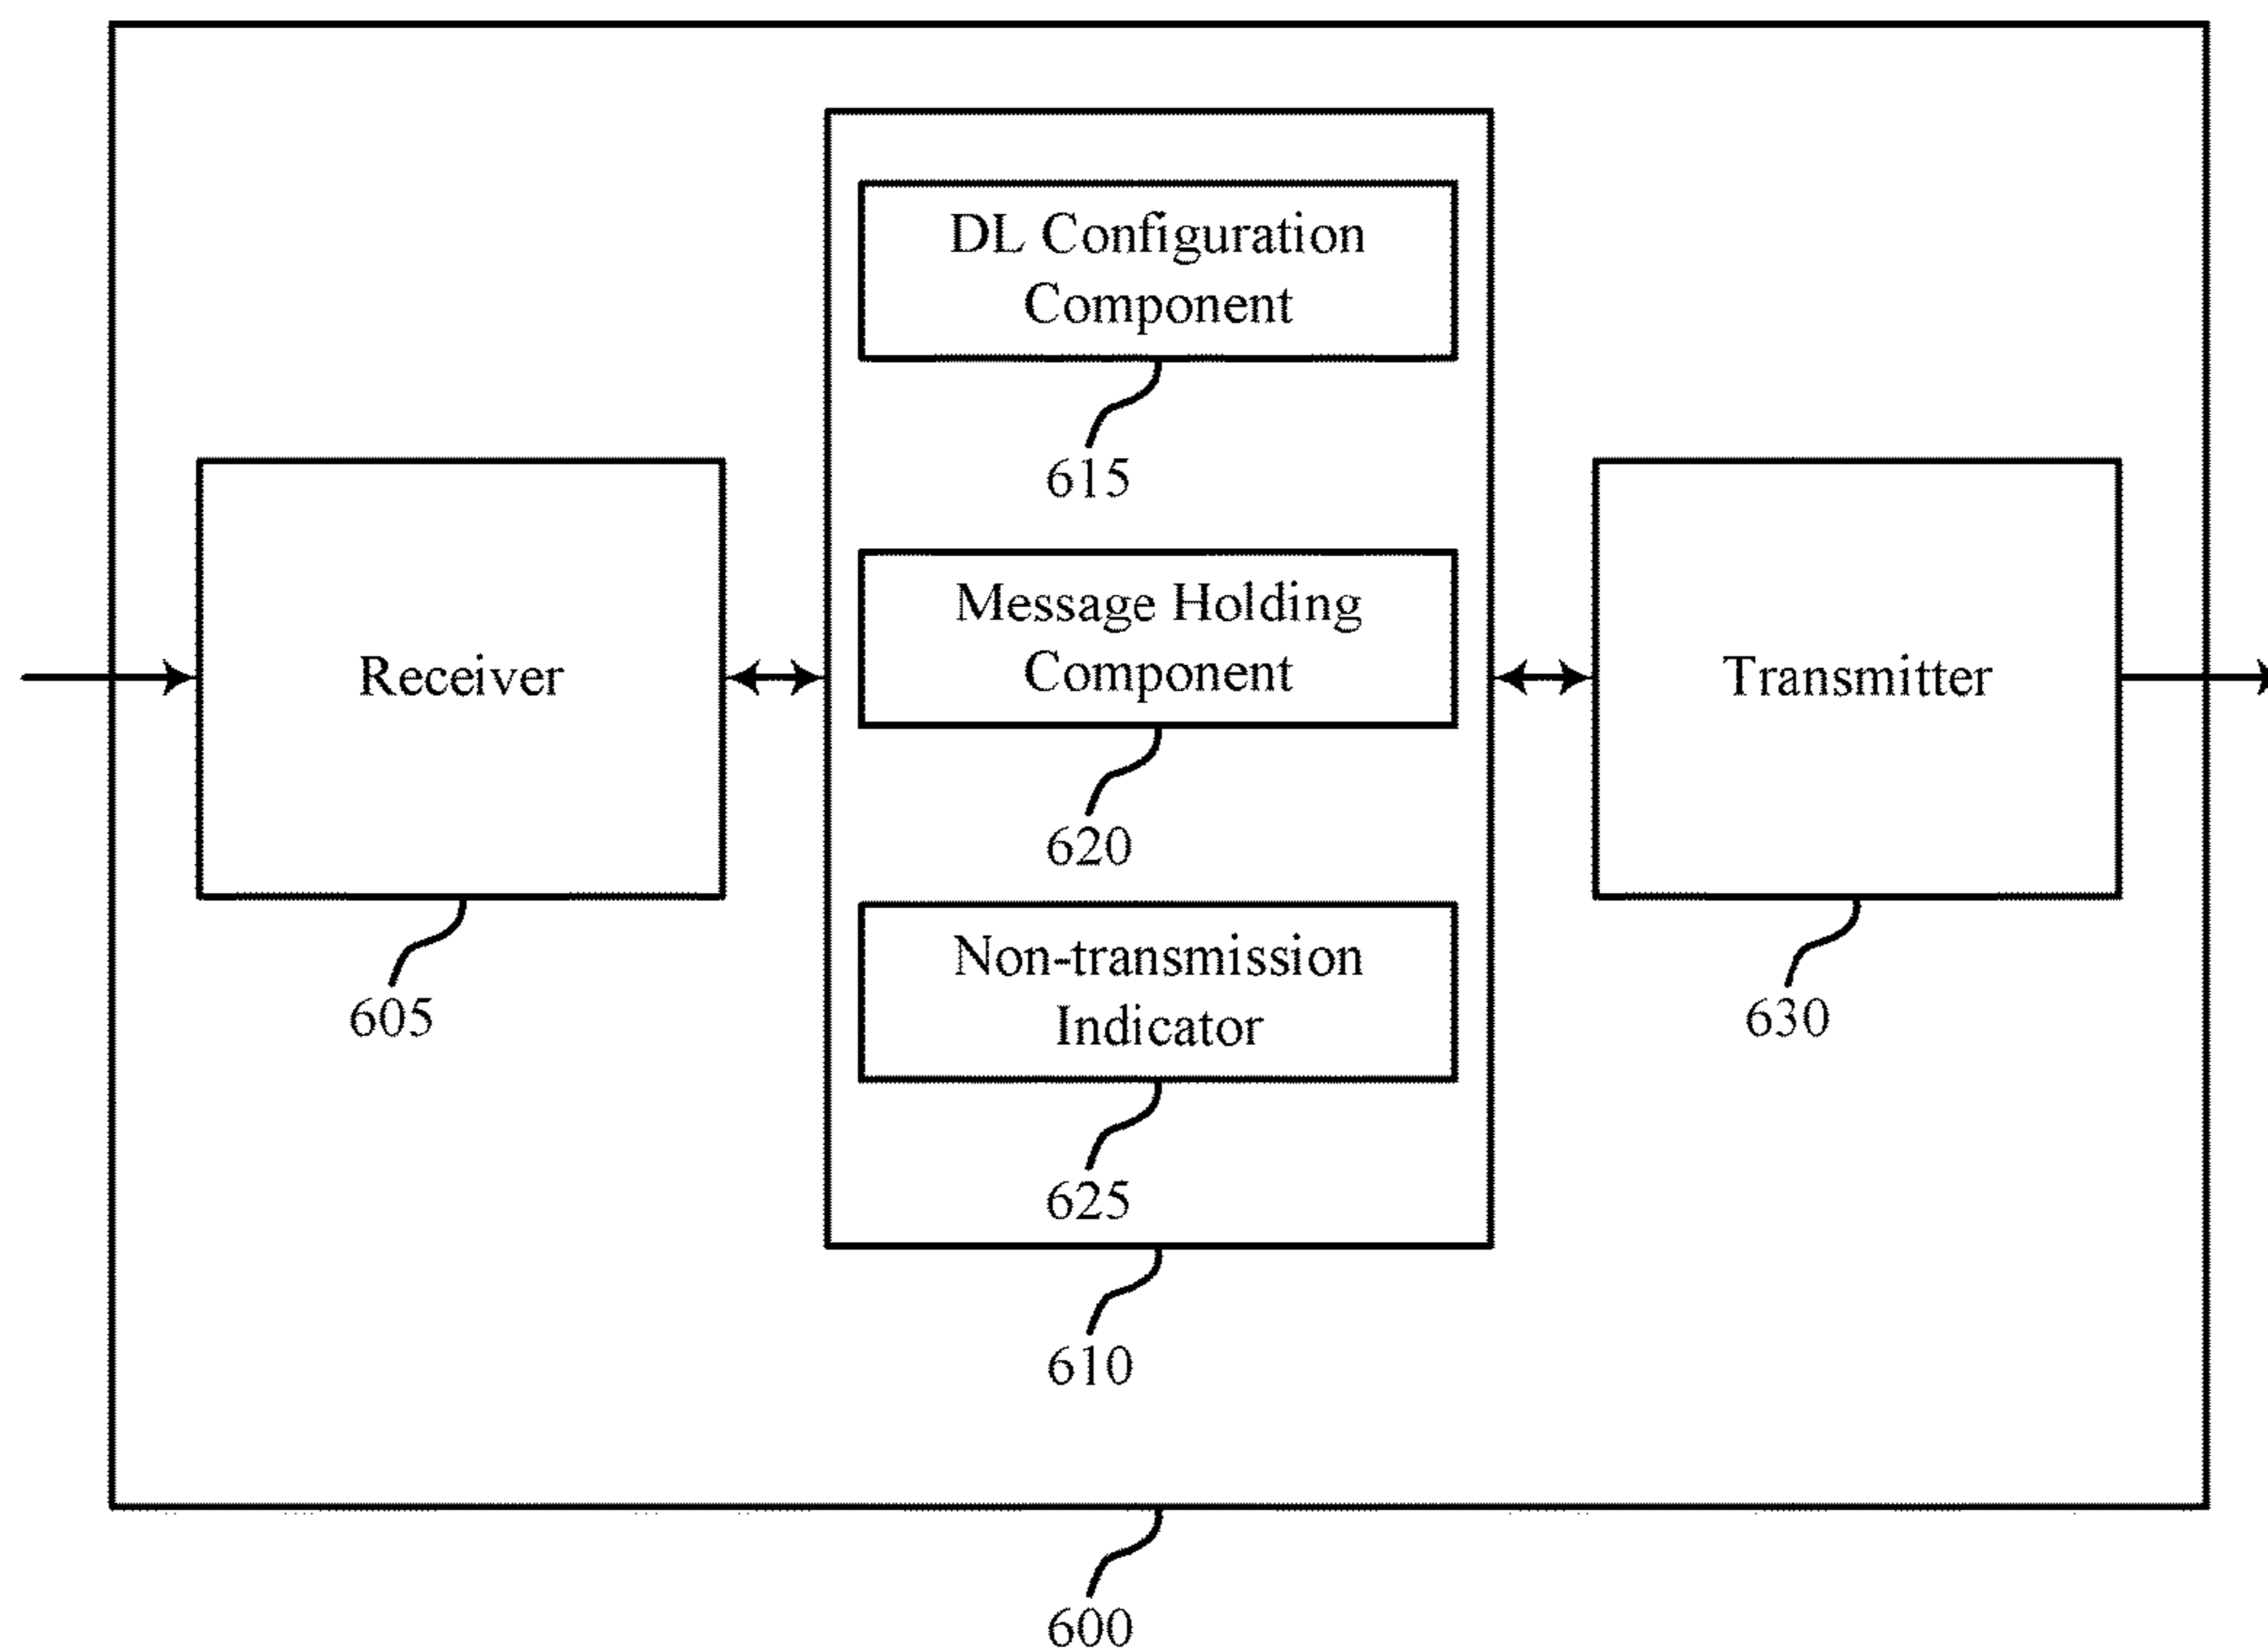 DL Configuration
Component
615
Receiver
605
Message Holding
Component
620
Non-transmission
Indicator
625
610
Transmitter
630
600